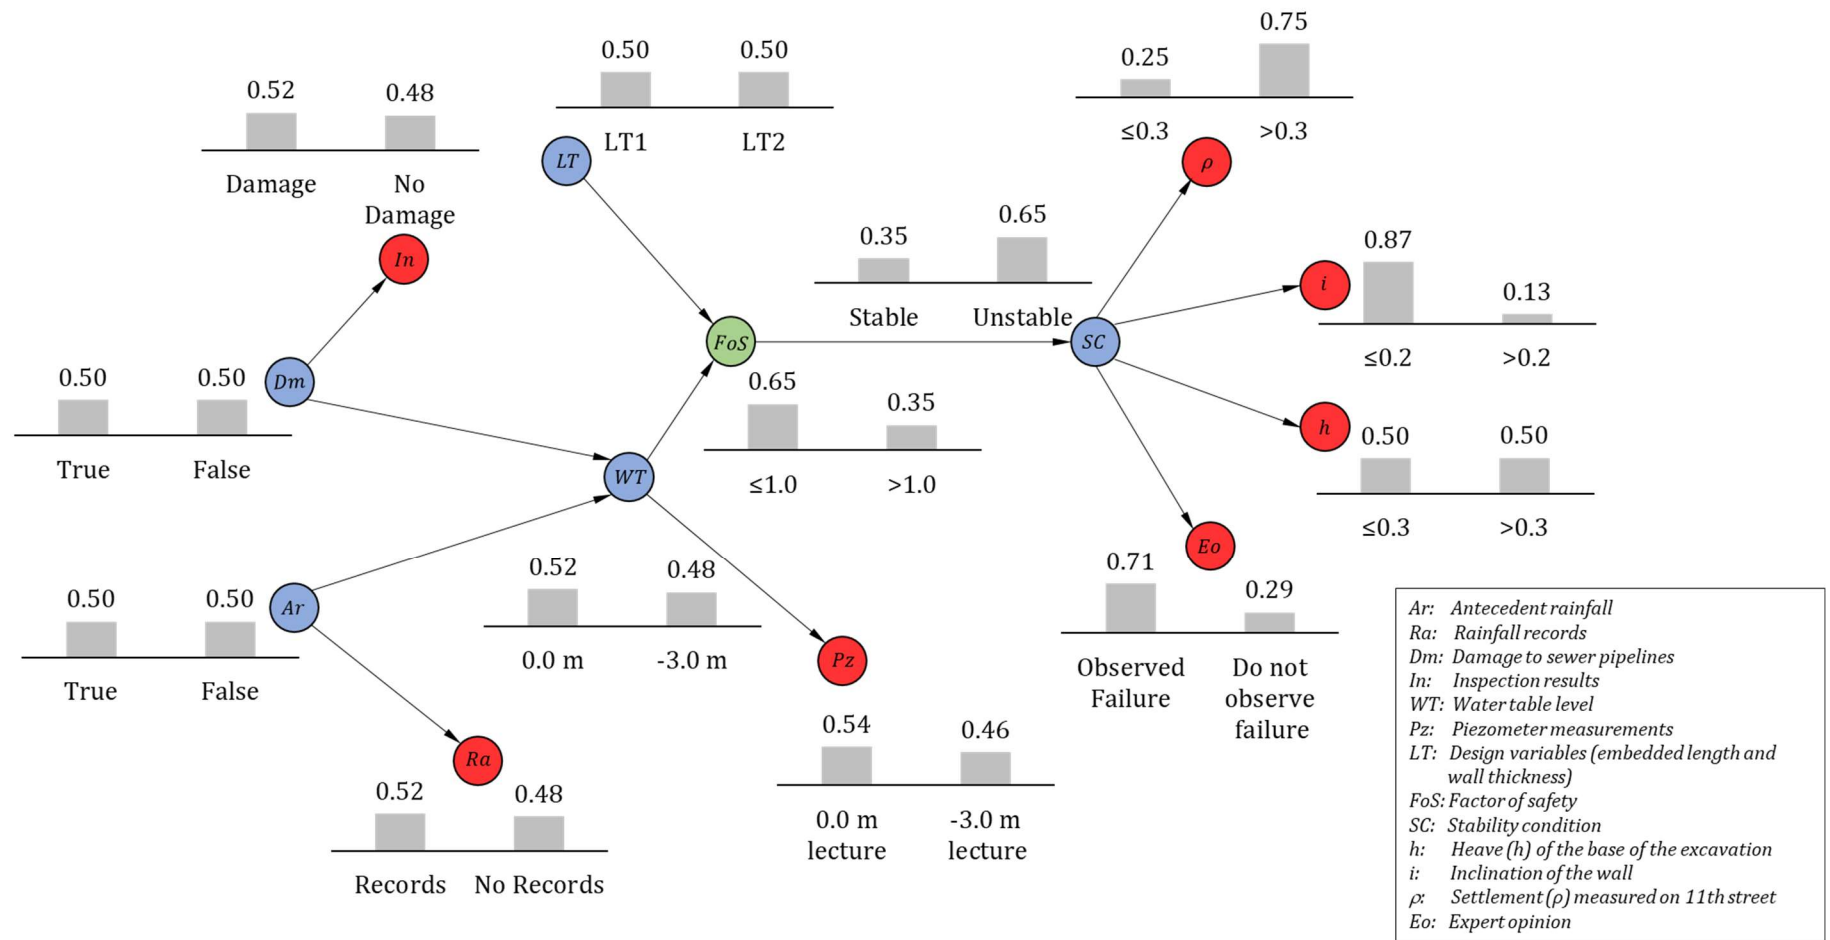 0.75
0.50 0.50
0.25
0.52 0.48
≤0.3 >0.3
LT1 LT2
LT
ρ
Damage No
Damage
0.65
0.35
0.87
In
i
0.13
Stable Unstable
FoS
SC
≤0.2 >0.2
0.50 0.50
Dm
0.65
0.35
h
0.50 0.50
True False
WT
≤1.0 >1.0
≤0.3 >0.3
Eo
0.52 0.48
0.71
0.29
0.50 0.50
Ar
0.0 m -3.0 m
Pz
Observed
Failure
Do not
observe
failure
True False
0.54 0.46
Ra
0.52 0.48
0.0 m
lecture
-3.0 m
lecture
Records No Records
Ar: Antecedent rainfall
Ra: Rainfall records
Dm: Damage to sewer pipelines
In: Inspection results
WT: Water table level
Pz: Piezometer measurements
LT: Design variables (embedded length and
wall thickness)
FoS: Factor of safety
SC: Stability condition
h: Heave (h) of the base of the excavation
i: Inclination of the wall
ρ: Settlement (ρ) measured on 11th street
Eo: Expert opinion